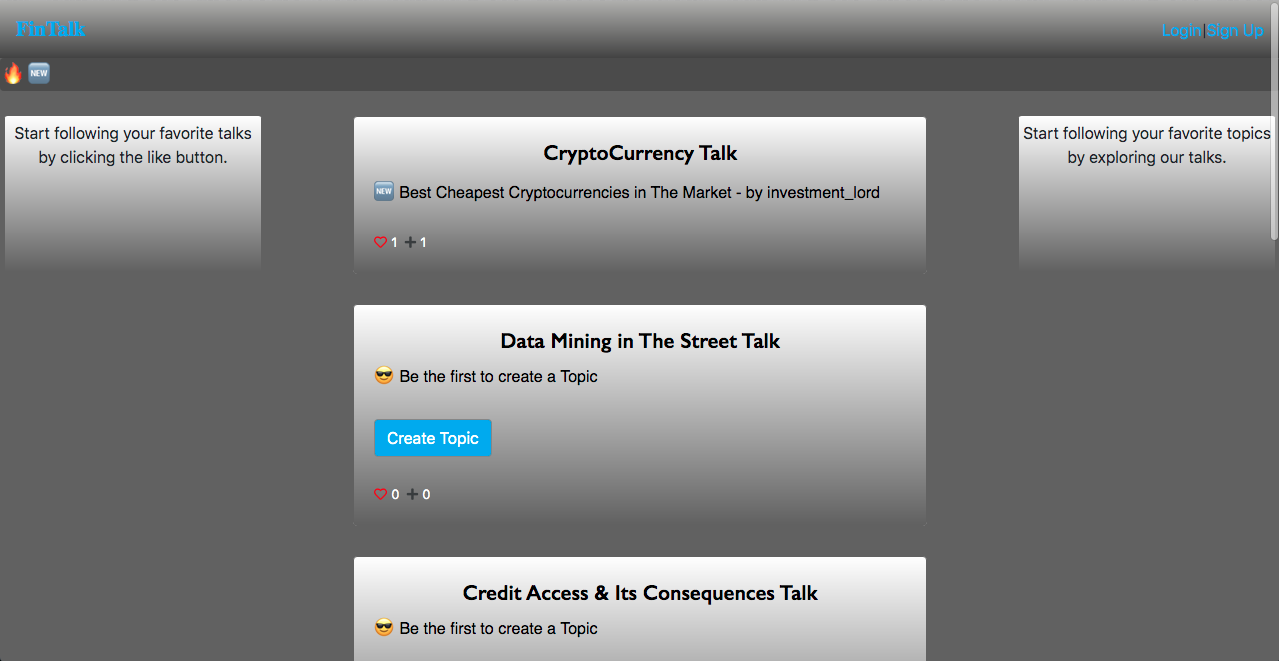 FinTalk
Login|Sign Up
NEW
Start following your favorite talks
by clicking the like button.
CryptoCurrency Talk
NEW Best Cheapest Cryptocurrencies in The Market - by investment_lord
1 1
Data Mining in The Street Talk
Be the first to create a Topic
Create Topic
0 0
Credit Access & Its Consequences Talk
Be the first to create a Topic
Start following your favorite topics
by exploring our talks.